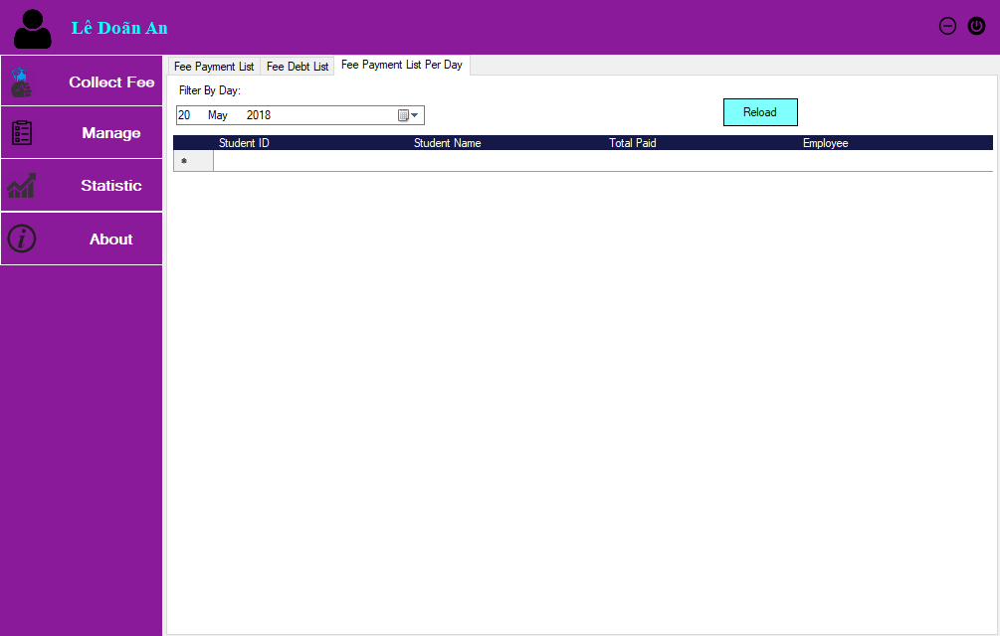 Lê Doãn An
Collect Fee
Manage
Statistic
About
Fee Payment List Fee Debt List Fee Payment List Per Day
Filter By Day:
20 May 2018
Reload
Student ID Student Name Total Paid Employee
*